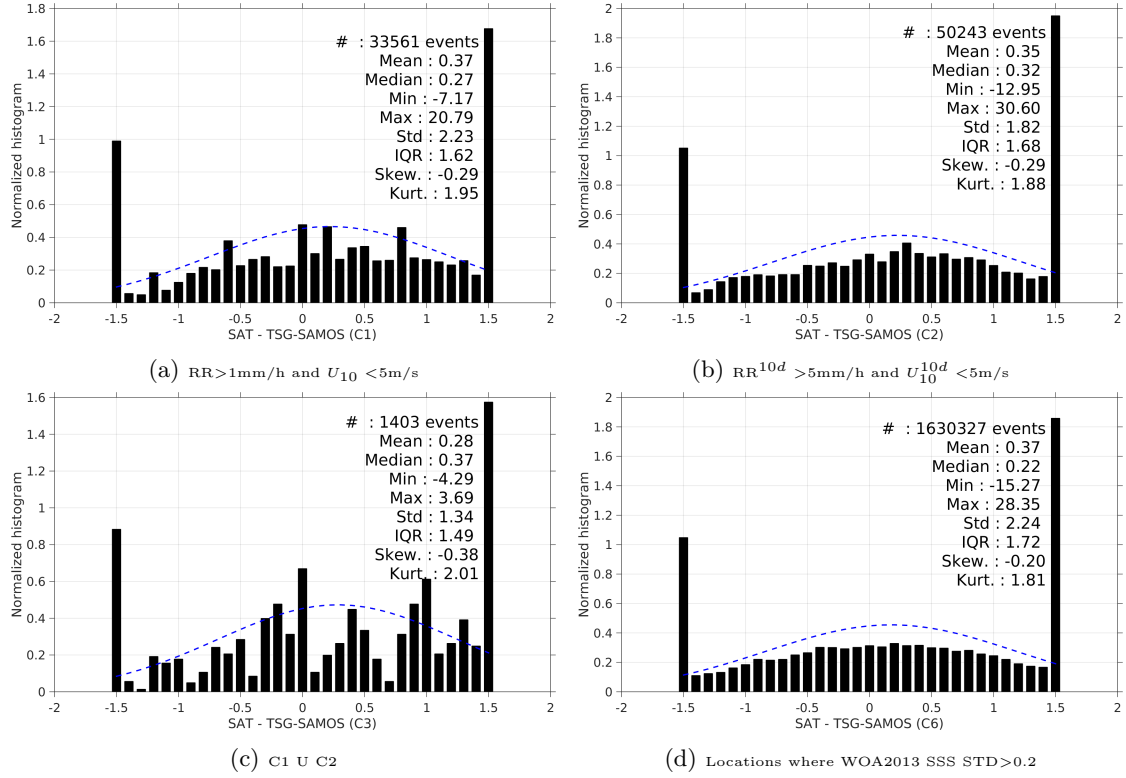 1.8
1.6
1.4
1.2
1
0.8
0.6
0.4
0.2
0
Normalized histogram
# : 33561 events
Mean : 0.37
Median : 0.27
Min : -7.17
Max : 20.79
Std : 2.23
IQR : 1.62
Skew. : -0.29
Kurt. : 1.95
-2 -1.5 -1 -0.5 0 0.5 1 1.5 2
SAT - TSG-SAMOS (C1)
(a) RR>1mm/h and U10 <5m/s
2
1.8
1.6
1.4
1.2
1
0.8
0.6
0.4
0.2
0
Normalized histogram
# : 50243 events
Mean : 0.35
Median : 0.32
Min : -12.95
Max : 30.60
Std : 1.82
IQR : 1.68
Skew. : -0.29
Kurt. : 1.88
-2 -1.5 -1 -0.5 0 0.5 1 1.5 2
SAT - TSG-SAMOS (C2)
(b) RR^10d >5mm/h and U10^10d <5m/s
1.6
1.4
1.2
1
0.8
0.6
0.4
0.2
0
Normalized histogram
# : 1403 events
Mean : 0.28
Median : 0.37
Min : -4.29
Max : 3.69
Std : 1.34
IQR : 1.49
Skew. : -0.38
Kurt. : 2.01
-2 -1.5 -1 -0.5 0 0.5 1 1.5 2
SAT - TSG-SAMOS (C3)
(c) C1 U C2
2
1.8
1.6
1.4
1.2
1
0.8
0.6
0.4
0.2
0
Normalized histogram
# : 1630327 events
Mean : 0.37
Median : 0.22
Min : -15.27
Max : 28.35
Std : 2.24
IQR : 1.72
Skew. : -0.20
Kurt. : 1.81
-2 -1.5 -1 -0.5 0 0.5 1 1.5 2
SAT - TSG-SAMOS (C6)
(d) Locations where WOA2013 SSS STD>0.2